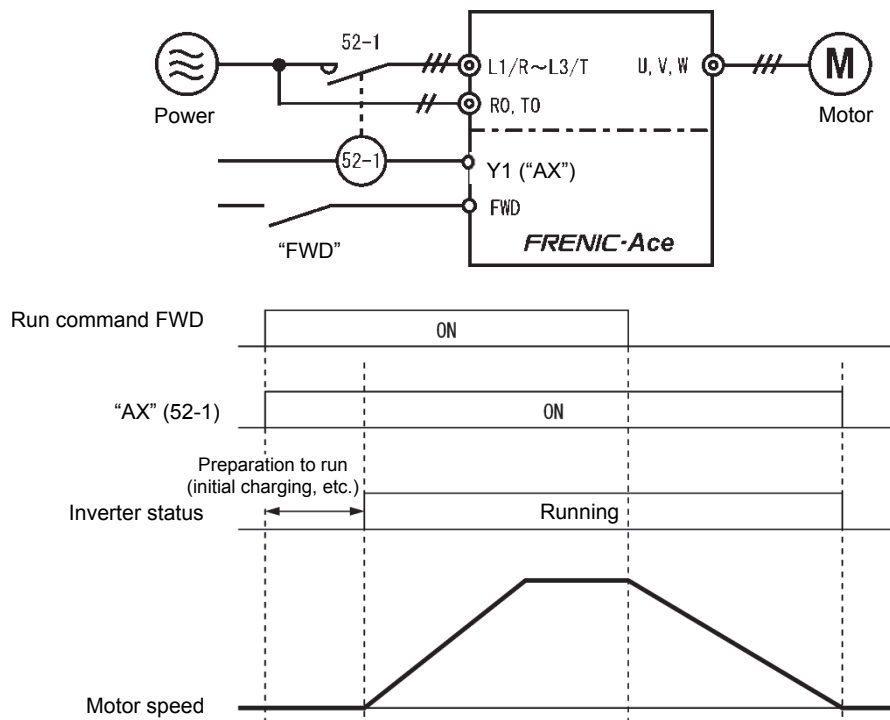 52-1
L1/R～L3/T
U, V, W
M
Power
R0, T0
Motor
52-1
Y1 (“AX”)
FWD
“FWD”
FRENIC-Ace
Run command FWD
ON
“AX” (52-1)
ON
Preparation to run
(initial charging, etc.)
Inverter status
Running
Motor speed